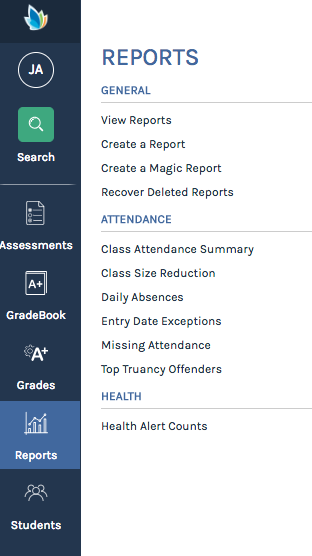 JA
Search
Assessments
A+
GradeBook
A+
Grades
Reports
Students
REPORTS
GENERAL
View Reports
Create a Report
Create a Magic Report
Recover Deleted Reports
ATTENDANCE
Class Attendance Summary
Class Size Reduction
Daily Absences
Entry Date Exceptions
Missing Attendance
Top Truancy Offenders
HEALTH
Health Alert Counts